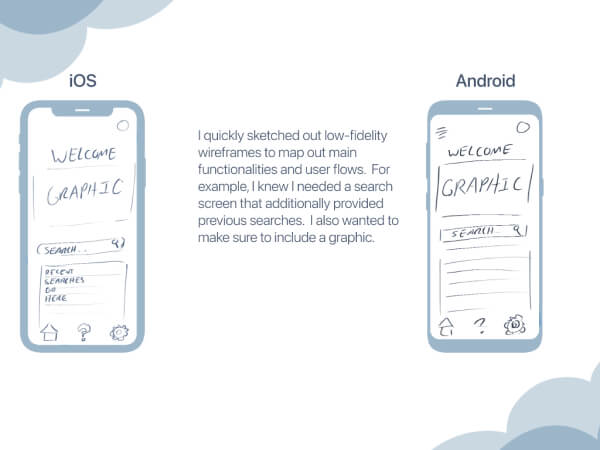 iOS
WELCOME
GRAPHIC
SEARCH..
RECENT
SEARCHES
GO
HERE
?
I quickly sketched out low-fidelity
wireframes to map out main
functionalities and user flows. For
example, I knew I needed a search
screen that additionally provided
previous searches. I also wanted to
make sure to include a graphic.
Android
WELCOME
GRAPHIC
SEARCH..
?